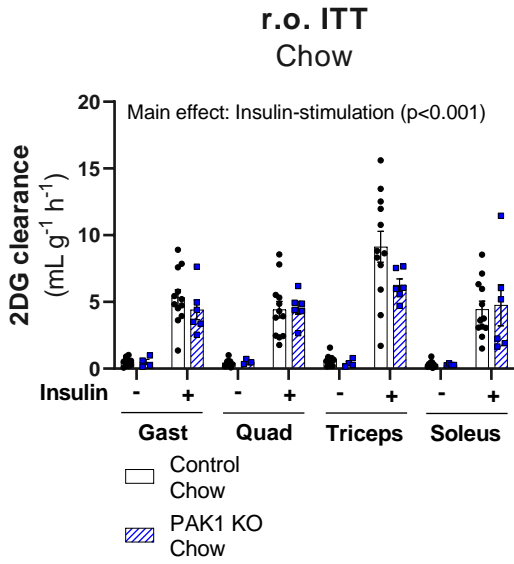 r.o. ITT
Chow
Main effect: Insulin-stimulation (p<0.001)
2DG clearance
(mL g⁻¹ h⁻¹)
20
15
10
5
0
Insulin - + - + - + - +
Gast Quad Triceps Soleus
Control
Chow
PAK1 KO
Chow